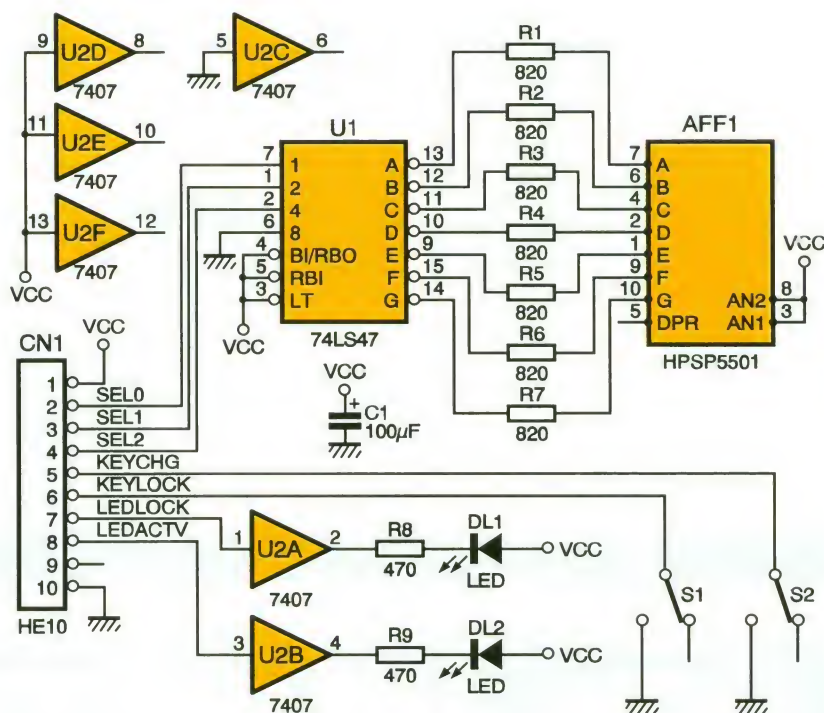 9 U2D 8
7407
5 U2C 6
7407
11 U2E 10
7407
13 U2F 12
7407
VCC
U1
7 1 A 13
1 2 B 12
2 4 C 11
6 8 D 10
4 BI/RBO E 9
5 RBI F 15
3 LT G 14
VCC
74LS47
R1
820
R2
820
R3
820
R4
820
R5
820
R6
820
R7
820
AFF1
7 A
6 B
4 C
2 D
1 E
9 F
10 G AN2 8
5 DPR AN1 3
VCC
HPSP5501
VCC
+
C1
100µF
CN1
VCC
1
2 SEL0
3 SEL1
4 SEL2
5 KEYCHG
6 KEYLOCK
7 LEDLOCK
8 LEDACTV
9
10
HE10
1 U2A 2
7407
R8
470
DL1
LED
VCC
3 U2B 4
7407
R9
470
DL2
LED
VCC
S1
S2